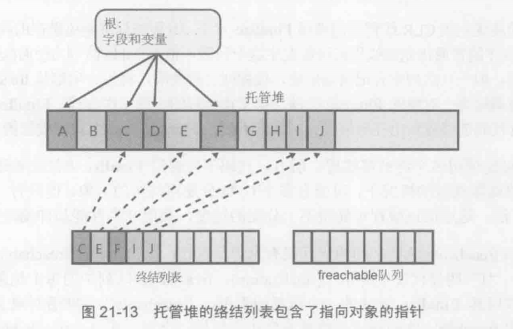 根:
字段和变量
托管堆
A B C D E F G H I J
C E F I J
终结列表
freachable队列
图 21-13 托管堆的终结列表包含了指向对象的指针